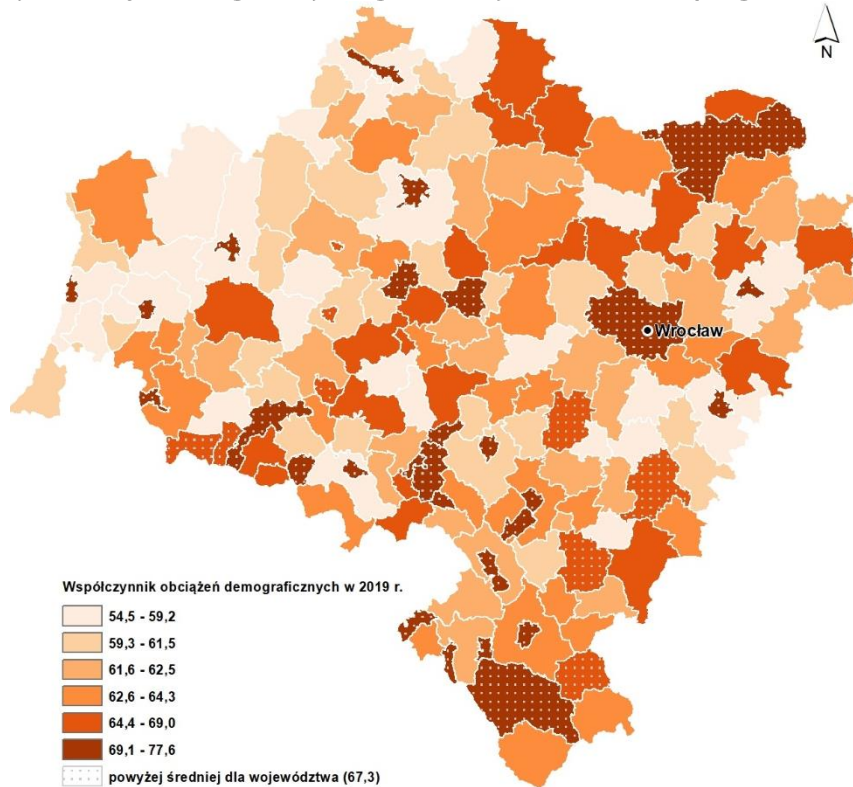 N
Wrocław
Współczynnik obciążeń demograficznych w 2019 r.
54,5 - 59,2
59,3 - 61,5
61,6 - 62,5
62,6 - 64,3
64,4 - 69,0
69,1 - 77,6
powyżej średniej dla województwa (67,3)